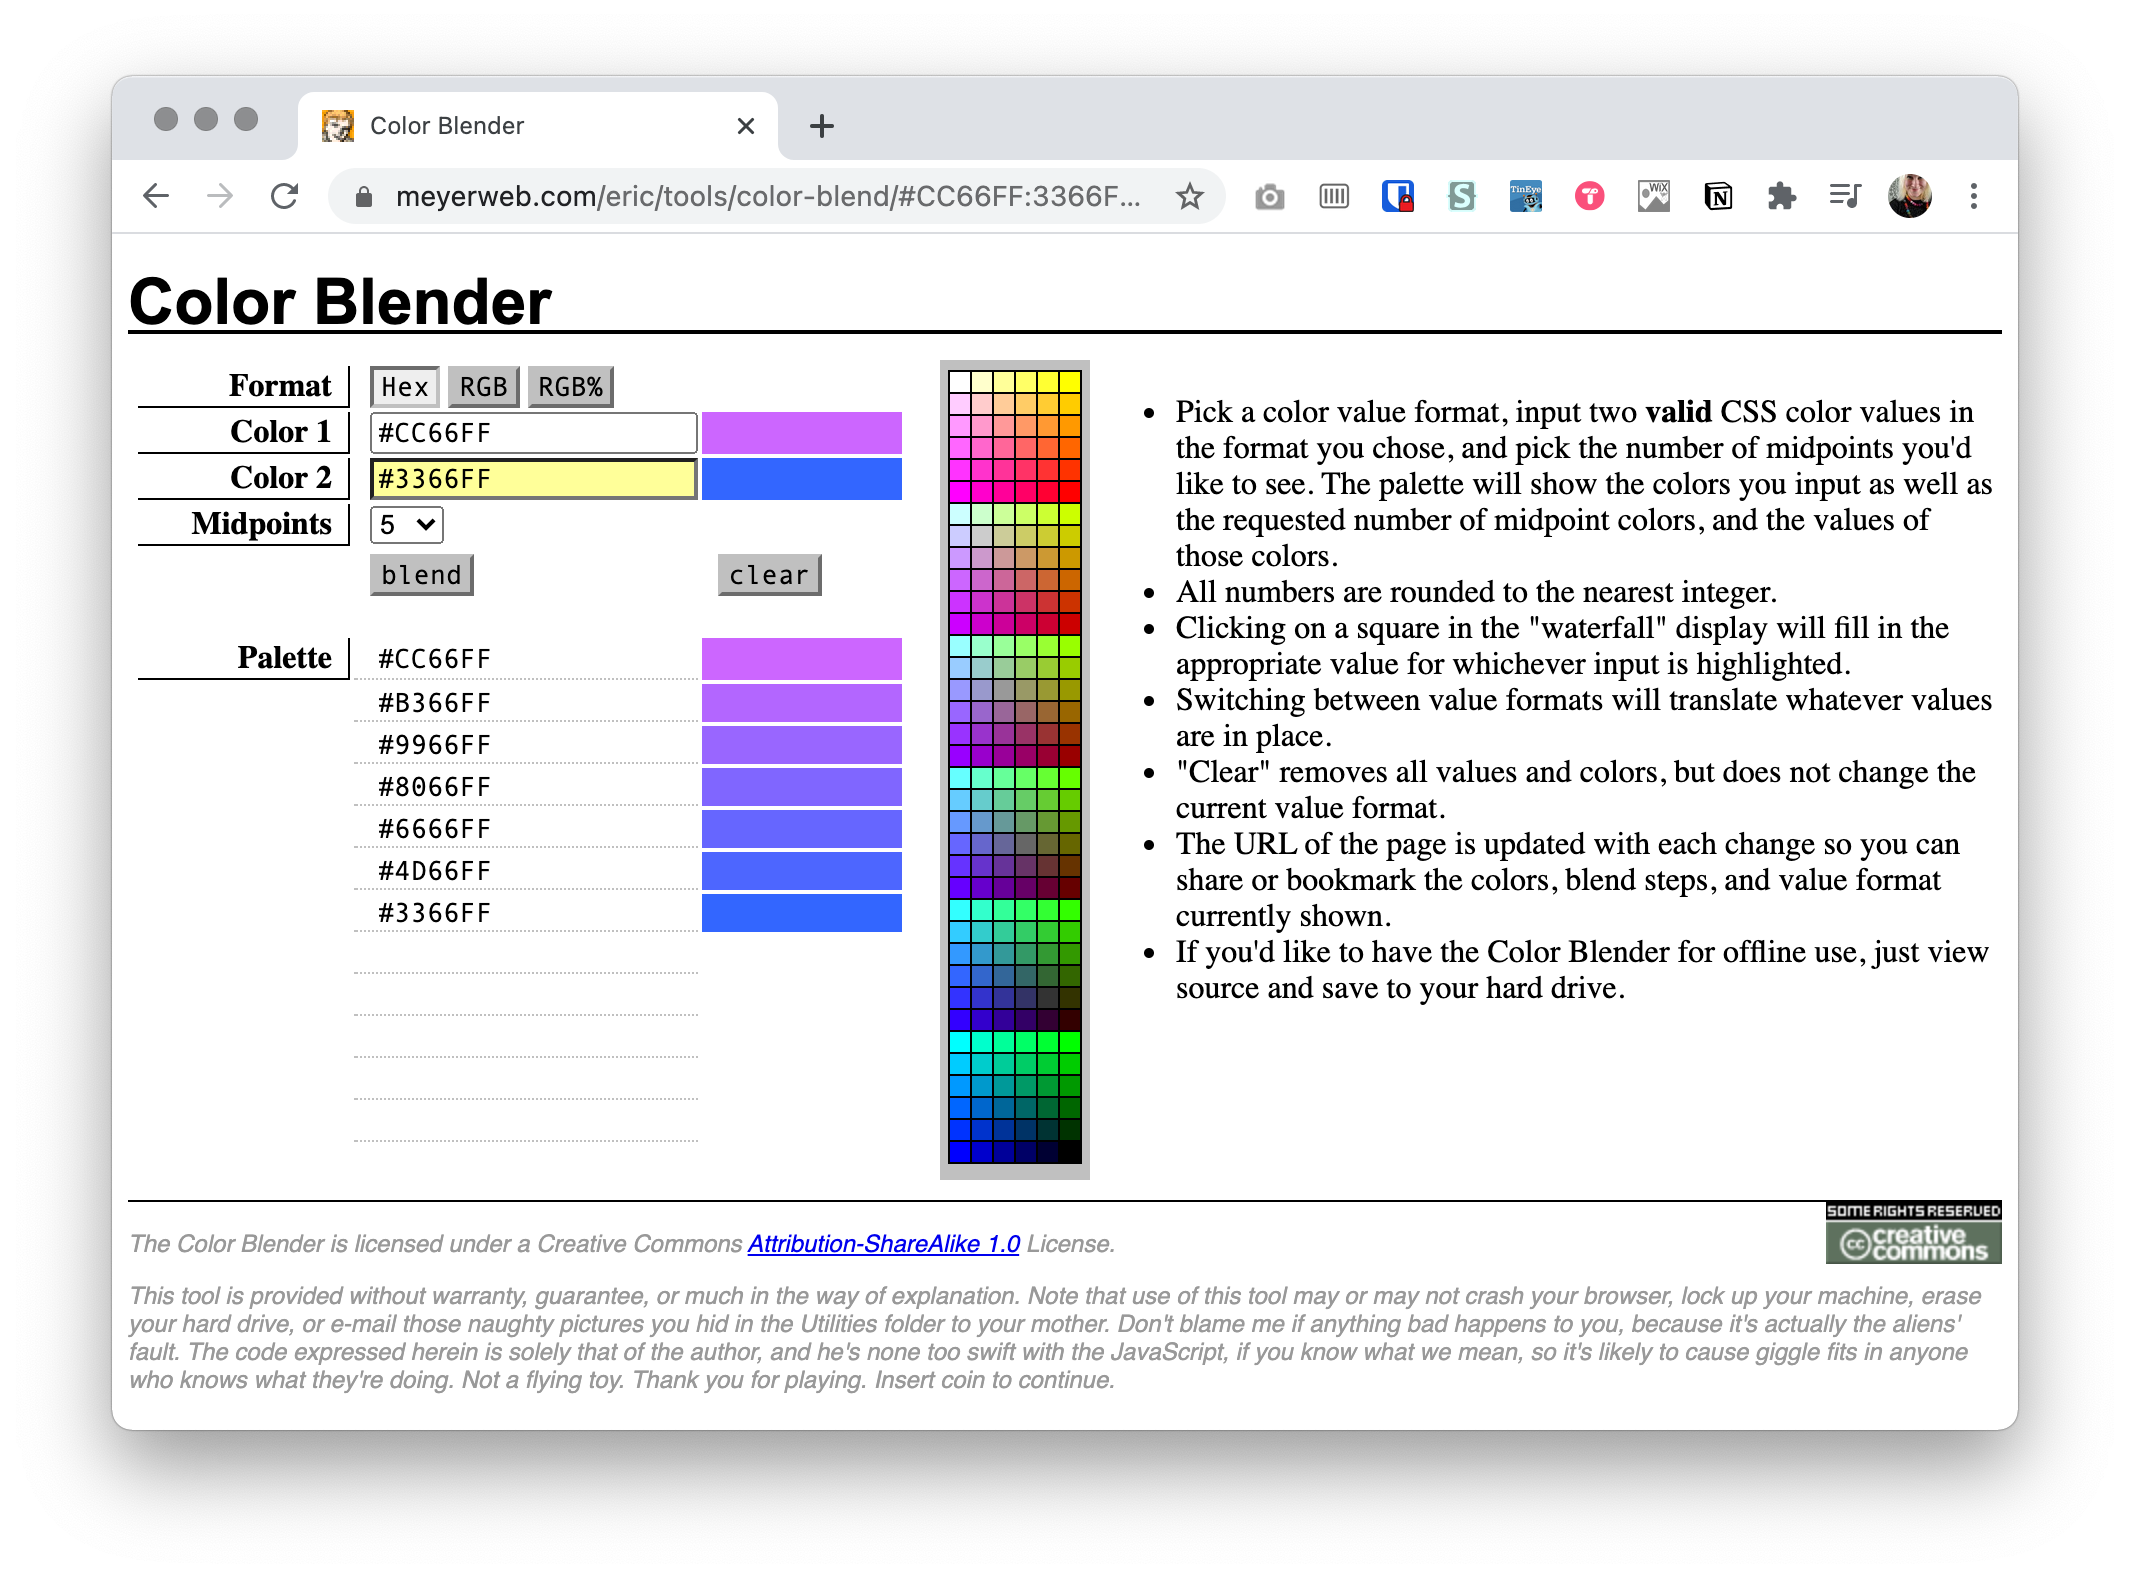 Color Blender
meyerweb.com/eric/tools/color-blend/#CC66FF:3366F...
S
TinEye
WiX
N
Color Blender
Format
Hex RGB RGB%
Color 1
#CC66FF
Color 2
#3366FF
Midpoints
5
blend clear
Palette
#CC66FF
#B366FF
#9966FF
#8066FF
#6666FF
#4D66FF
#3366FF
• Pick a color value format, input two valid CSS color values in
the format you chose, and pick the number of midpoints you'd
like to see. The palette will show the colors you input as well as
the requested number of midpoint colors, and the values of
those colors.
• All numbers are rounded to the nearest integer.
• Clicking on a square in the "waterfall" display will fill in the
appropriate value for whichever input is highlighted.
• Switching between value formats will translate whatever values
are in place.
• "Clear" removes all values and colors, but does not change the
current value format.
• The URL of the page is updated with each change so you can
share or bookmark the colors, blend steps, and value format
currently shown.
• If you'd like to have the Color Blender for offline use, just view
source and save to your hard drive.
SOME RIGHTS RESERVED
cc creative
commons
The Color Blender is licensed under a Creative Commons Attribution-ShareAlike 1.0 License.
This tool is provided without warranty, guarantee, or much in the way of explanation. Note that use of this tool may or may not crash your browser, lock up your machine, erase
your hard drive, or e-mail those naughty pictures you hid in the Utilities folder to your mother. Don't blame me if anything bad happens to you, because it's actually the aliens'
fault. The code expressed herein is solely that of the author, and he's none too swift with the JavaScript, if you know what we mean, so it's likely to cause giggle fits in anyone
who knows what they're doing. Not a flying toy. Thank you for playing. Insert coin to continue.